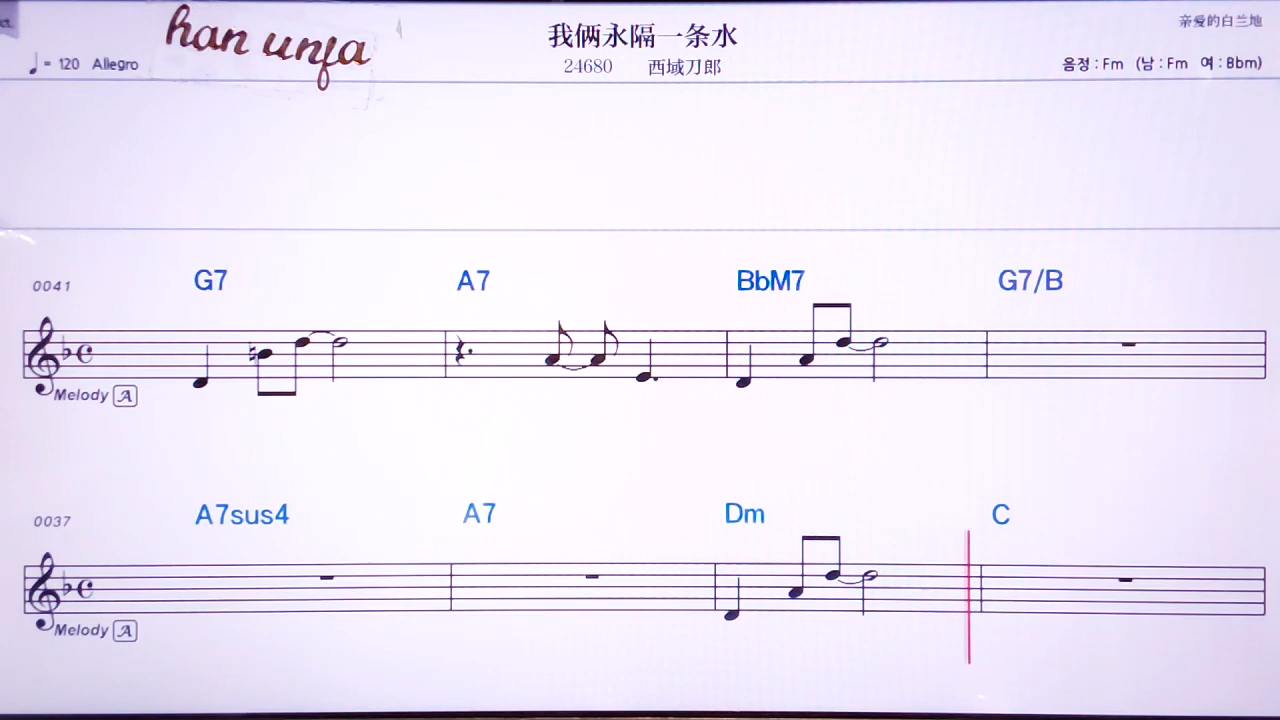 han unfa
我俩永隔一条水
亲爱的白兰地
= 120 Allegro
24680 西域刀郎
음정 : Fm (남 : Fm 여 : Bbm)
G7 A7 BbM7 G7/B
0041
Melody A
A7sus4 A7 Dm C
0037
Melody A